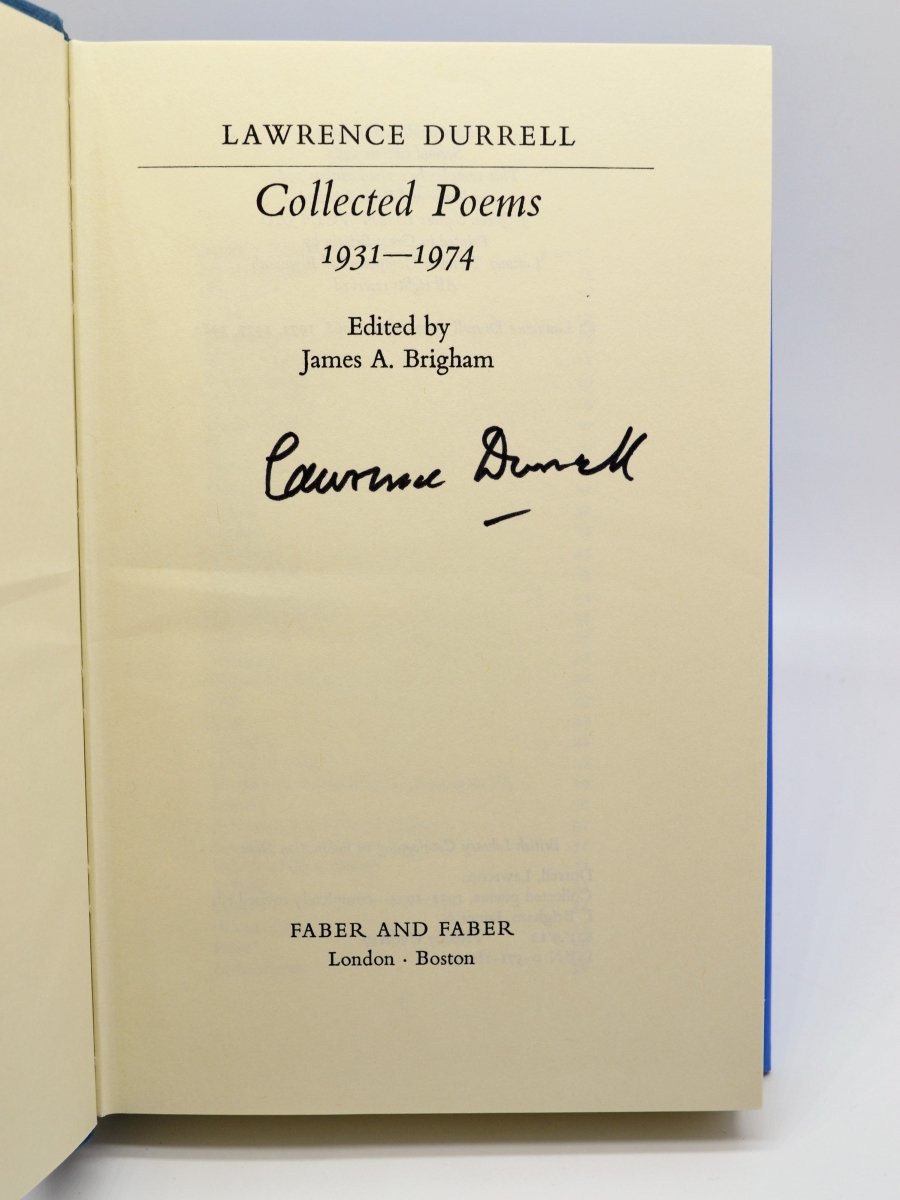 LAWRENCE DURRELL
Collected Poems
1931—1974
Edited by
James A. Brigham
Lawrence Durrell
FABER AND FABER
London · Boston